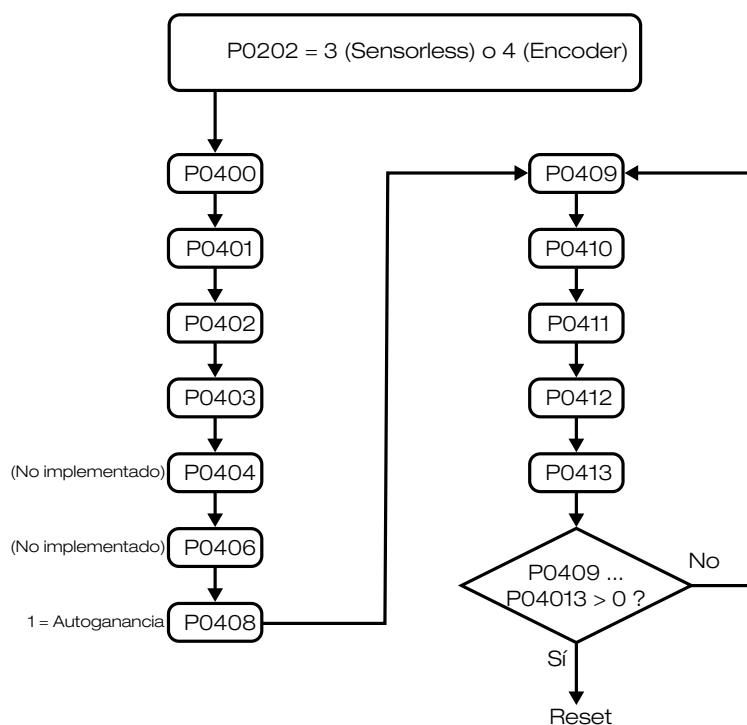 P0202 = 3 (Sensorless) o 4 (Encoder)
P0400
P0401
P0402
P0403
(No implementado)
P0404
(No implementado)
P0406
1 = Autoganancia
P0408
P0409
P0410
P0411
P0412
P0413
P0409 ...
P04013 > 0 ?
No
Sí
Reset